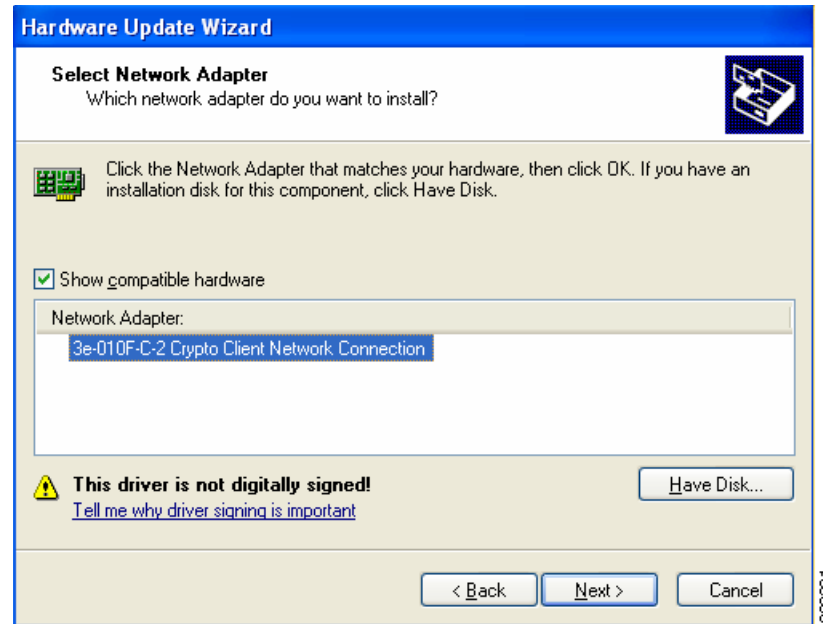 Hardware Update Wizard
Select Network Adapter
Which network adapter do you want to install?
Click the Network Adapter that matches your hardware, then click OK. If you have an
installation disk for this component, click Have Disk.
Show compatible hardware
Network Adapter:
3e-010F-C-2 Crypto Client Network Connection
This driver is not digitally signed!
Have Disk...
Tell me why driver signing is important
< Back
Next >
Cancel